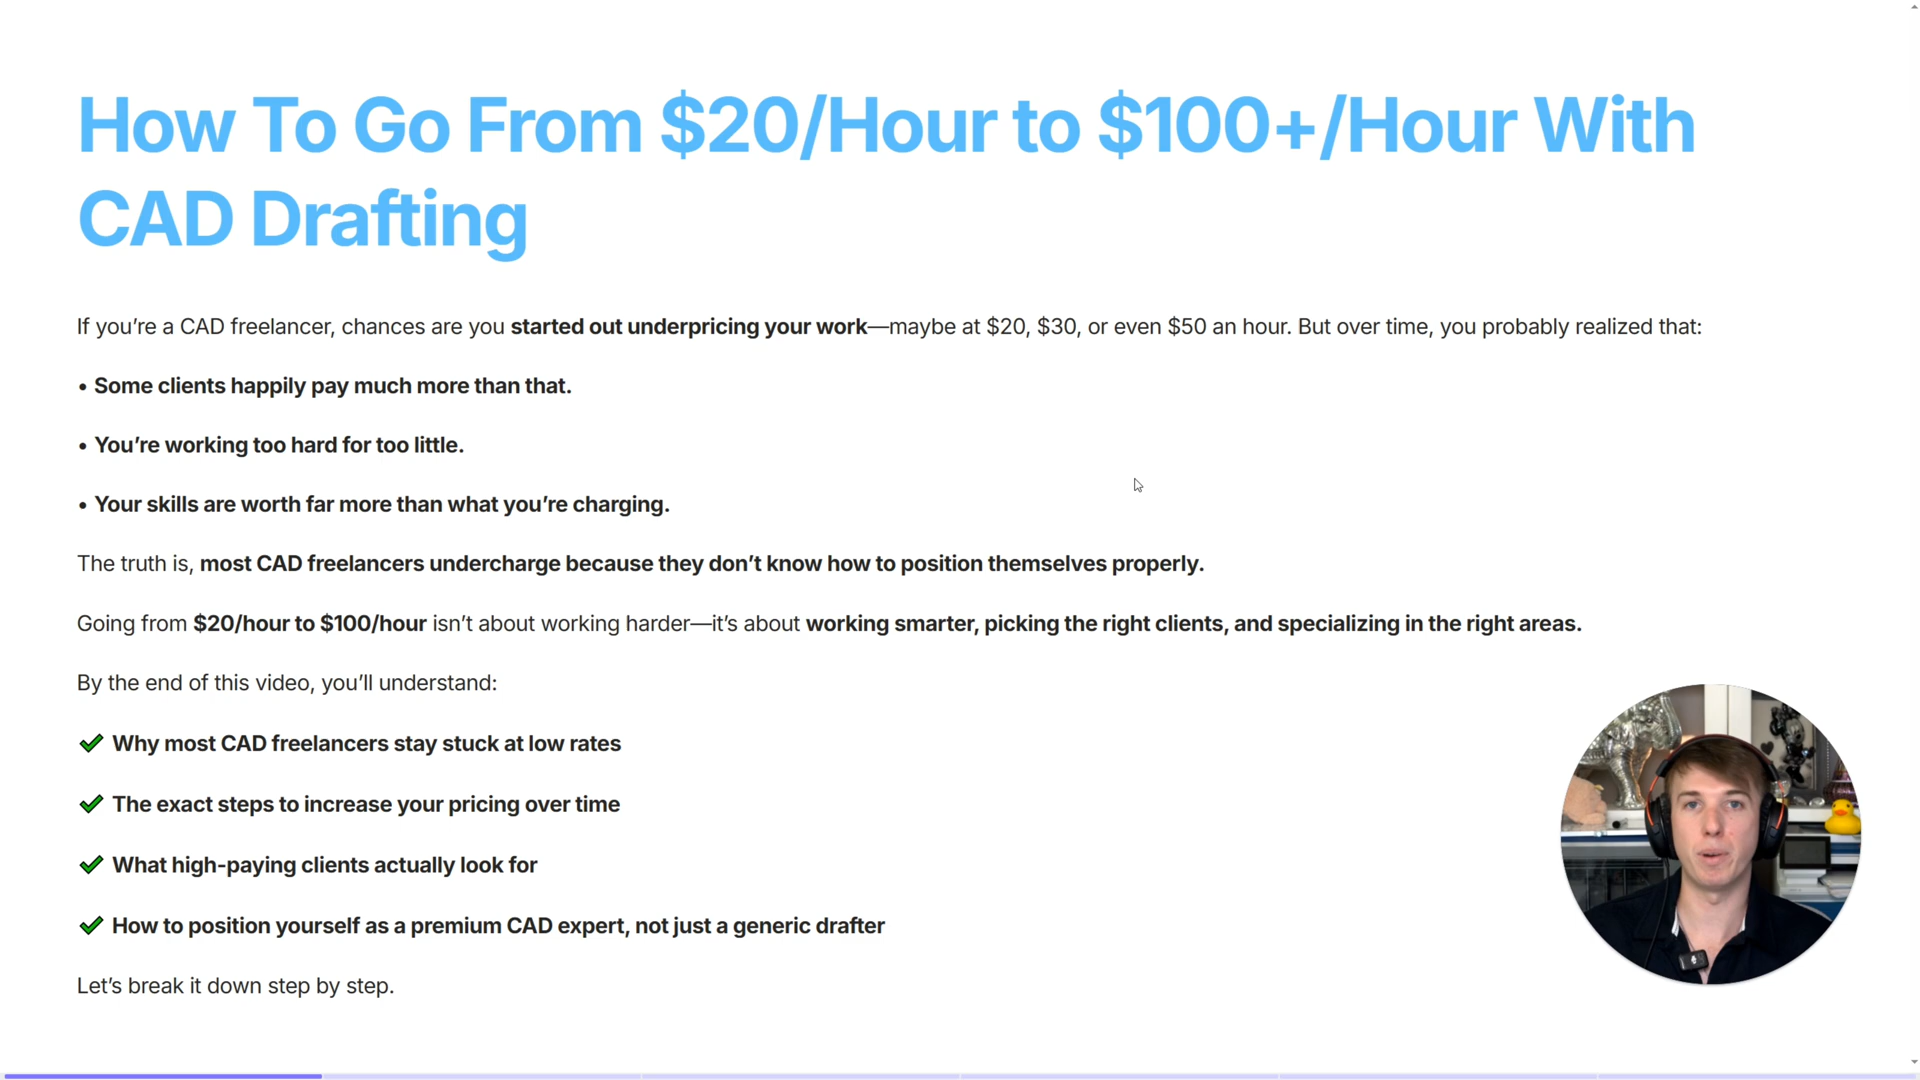 How To Go From $20/Hour to $100+/Hour With
CAD Drafting
If you’re a CAD freelancer, chances are you started out underpricing your work—maybe at $20, $30, or even $50 an hour. But over time, you probably realized that:
• Some clients happily pay much more than that.
• You’re working too hard for too little.
• Your skills are worth far more than what you’re charging.
The truth is, most CAD freelancers undercharge because they don’t know how to position themselves properly.
Going from $20/hour to $100/hour isn’t about working harder—it’s about working smarter, picking the right clients, and specializing in the right areas.
By the end of this video, you’ll understand:
✔ Why most CAD freelancers stay stuck at low rates
✔ The exact steps to increase your pricing over time
✔ What high-paying clients actually look for
✔ How to position yourself as a premium CAD expert, not just a generic drafter
Let’s break it down step by step.